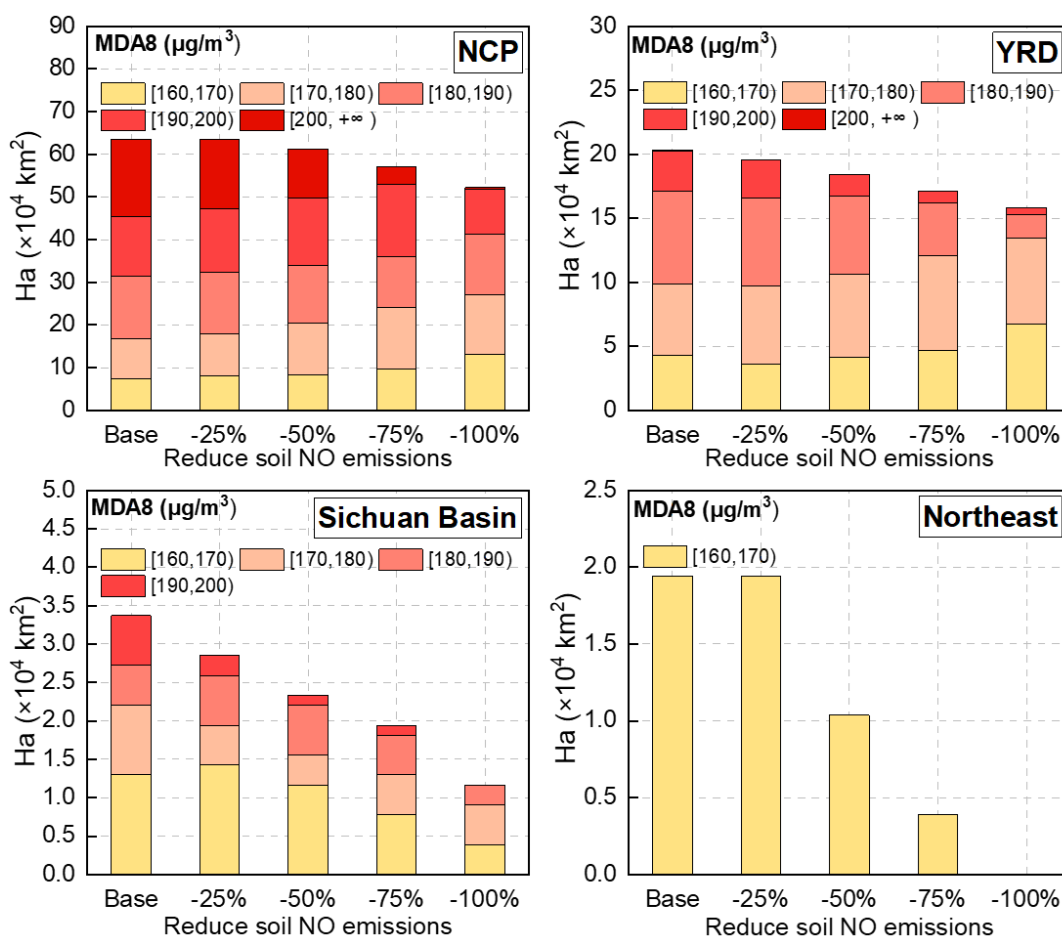 MDA8 (µg/m³)
NCP
[160,170)
[170,180)
[180,190)
[190,200)
[200, +∞ )
Ha (×10⁴ km²)
90
80
70
60
50
40
30
20
10
0
Base
-25%
-50%
-75%
-100%
Reduce soil NO emissions
MDA8 (µg/m³)
YRD
[160,170)
[170,180)
[180,190)
[190,200)
[200, +∞ )
Ha (×10⁴ km²)
30
25
20
15
10
5
0
Base
-25%
-50%
-75%
-100%
Reduce soil NO emissions
MDA8 (µg/m³)
Sichuan Basin
[160,170)
[170,180)
[180,190)
[190,200)
Ha (×10⁴ km²)
5.0
4.5
4.0
3.5
3.0
2.5
2.0
1.5
1.0
0.5
0.0
Base
-25%
-50%
-75%
-100%
Reduce soil NO emissions
MDA8 (µg/m³)
Northeast
[160,170)
Ha (×10⁴ km²)
2.5
2.0
1.5
1.0
0.5
0.0
Base
-25%
-50%
-75%
-100%
Reduce soil NO emissions